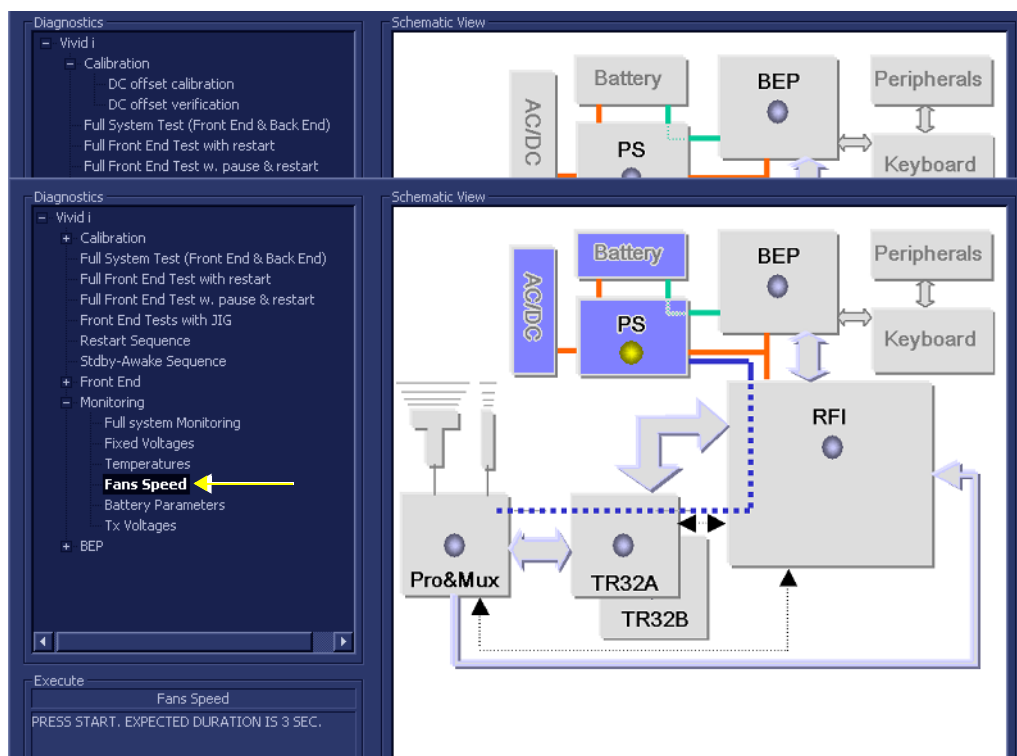 Diagnostics
Vivid i
Calibration
DC offset calibration
DC offset verification
Full System Test (Front End & Back End)
Full Front End Test with restart
Full Front End Test w. pause & restart
Schematic View
Battery
BEP
Peripherals
AC/DC
PS
Keyboard
Diagnostics
Vivid i
Calibration
Full System Test (Front End & Back End)
Full Front End Test with restart
Full Front End Test w. pause & restart
Front End Tests with JIG
Restart Sequence
Stdby-Awake Sequence
Front End
Monitoring
Full system Monitoring
Fixed Voltages
Temperatures
Fans Speed
Battery Parameters
Tx Voltages
BEP
Schematic View
Battery
BEP
Peripherals
AC/DC
PS
Keyboard
RFI
Pro&Mux
TR32A
TR32B
Execute
Fans Speed
PRESS START. EXPECTED DURATION IS 3 SEC.